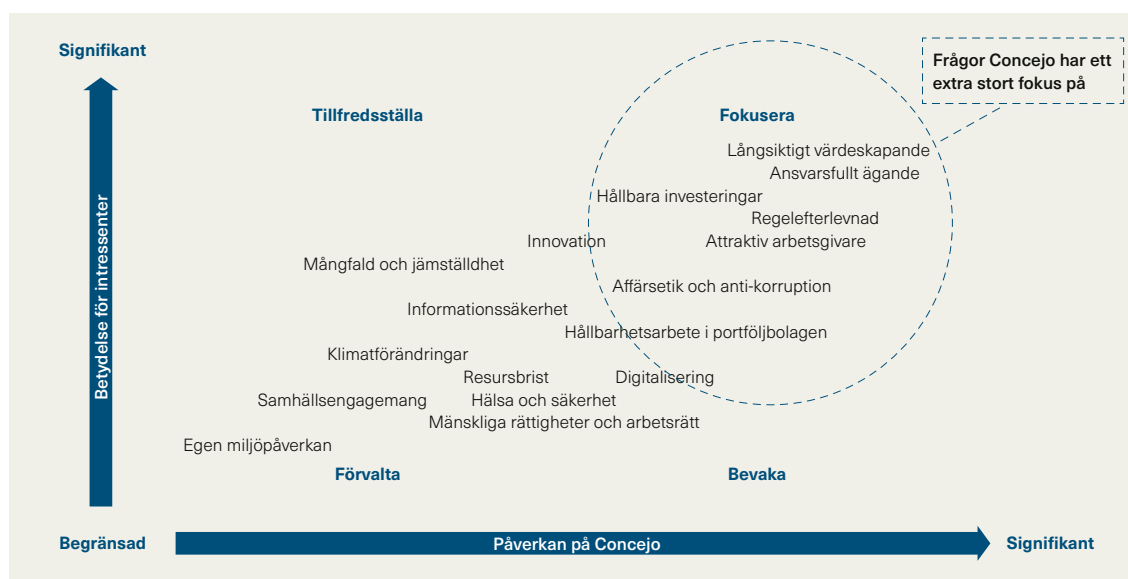 Signifikant
Frågor Concejo har ett
extra stort fokus på
Tillfredsställa
Fokusera
Långsiktigt värdeskapande
Ansvarsfullt ägande
Hållbara investeringar
Regelefterlevnad
Innovation
Attraktiv arbetsgivare
Mångfald och jämställdhet
Affärsetik och anti-korruption
Informationssäkerhet
Hållbarhetsarbete i portföljbolagen
Klimatförändringar
Resursbrist
Digitalisering
Samhällsengagemang
Hälsa och säkerhet
Mänskliga rättigheter och arbetsrätt
Egen miljöpåverkan
Förvalta
Bevaka
Betydelse för intressenter
Begränsad
Påverkan på Concejo
Signifikant